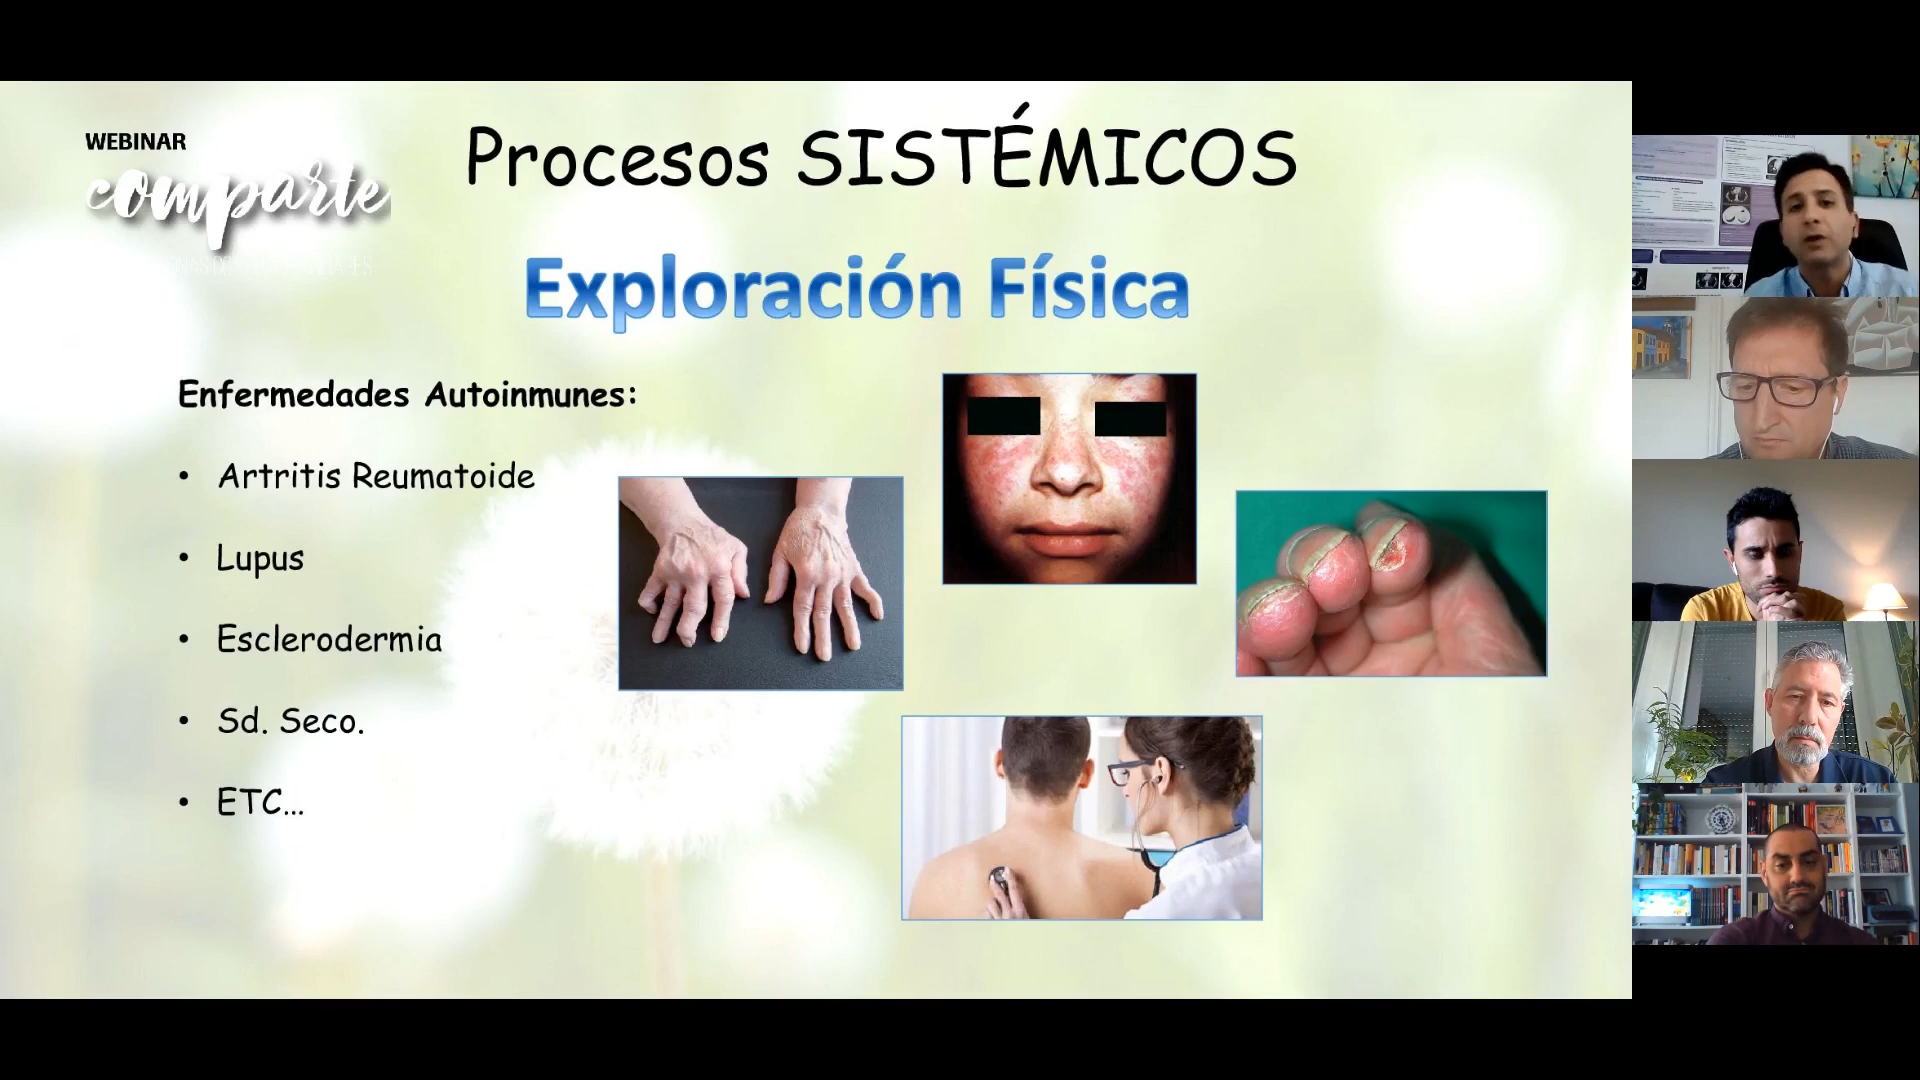 WEBINAR
comparte
Procesos SISTÉMICOS
Exploración Física
Enfermedades Autoinmunes:
• Artritis Reumatoide
• Lupus
• Esclerodermia
• Sd. Seco.
• ETC...